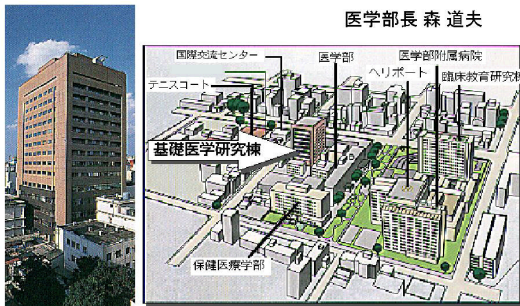 医学部長 森 道夫
国際交流センター
医学部
医学部附属病院
テニスコート
ヘリポート
臨床教育研究棟
基礎医学研究棟
保健医療学部